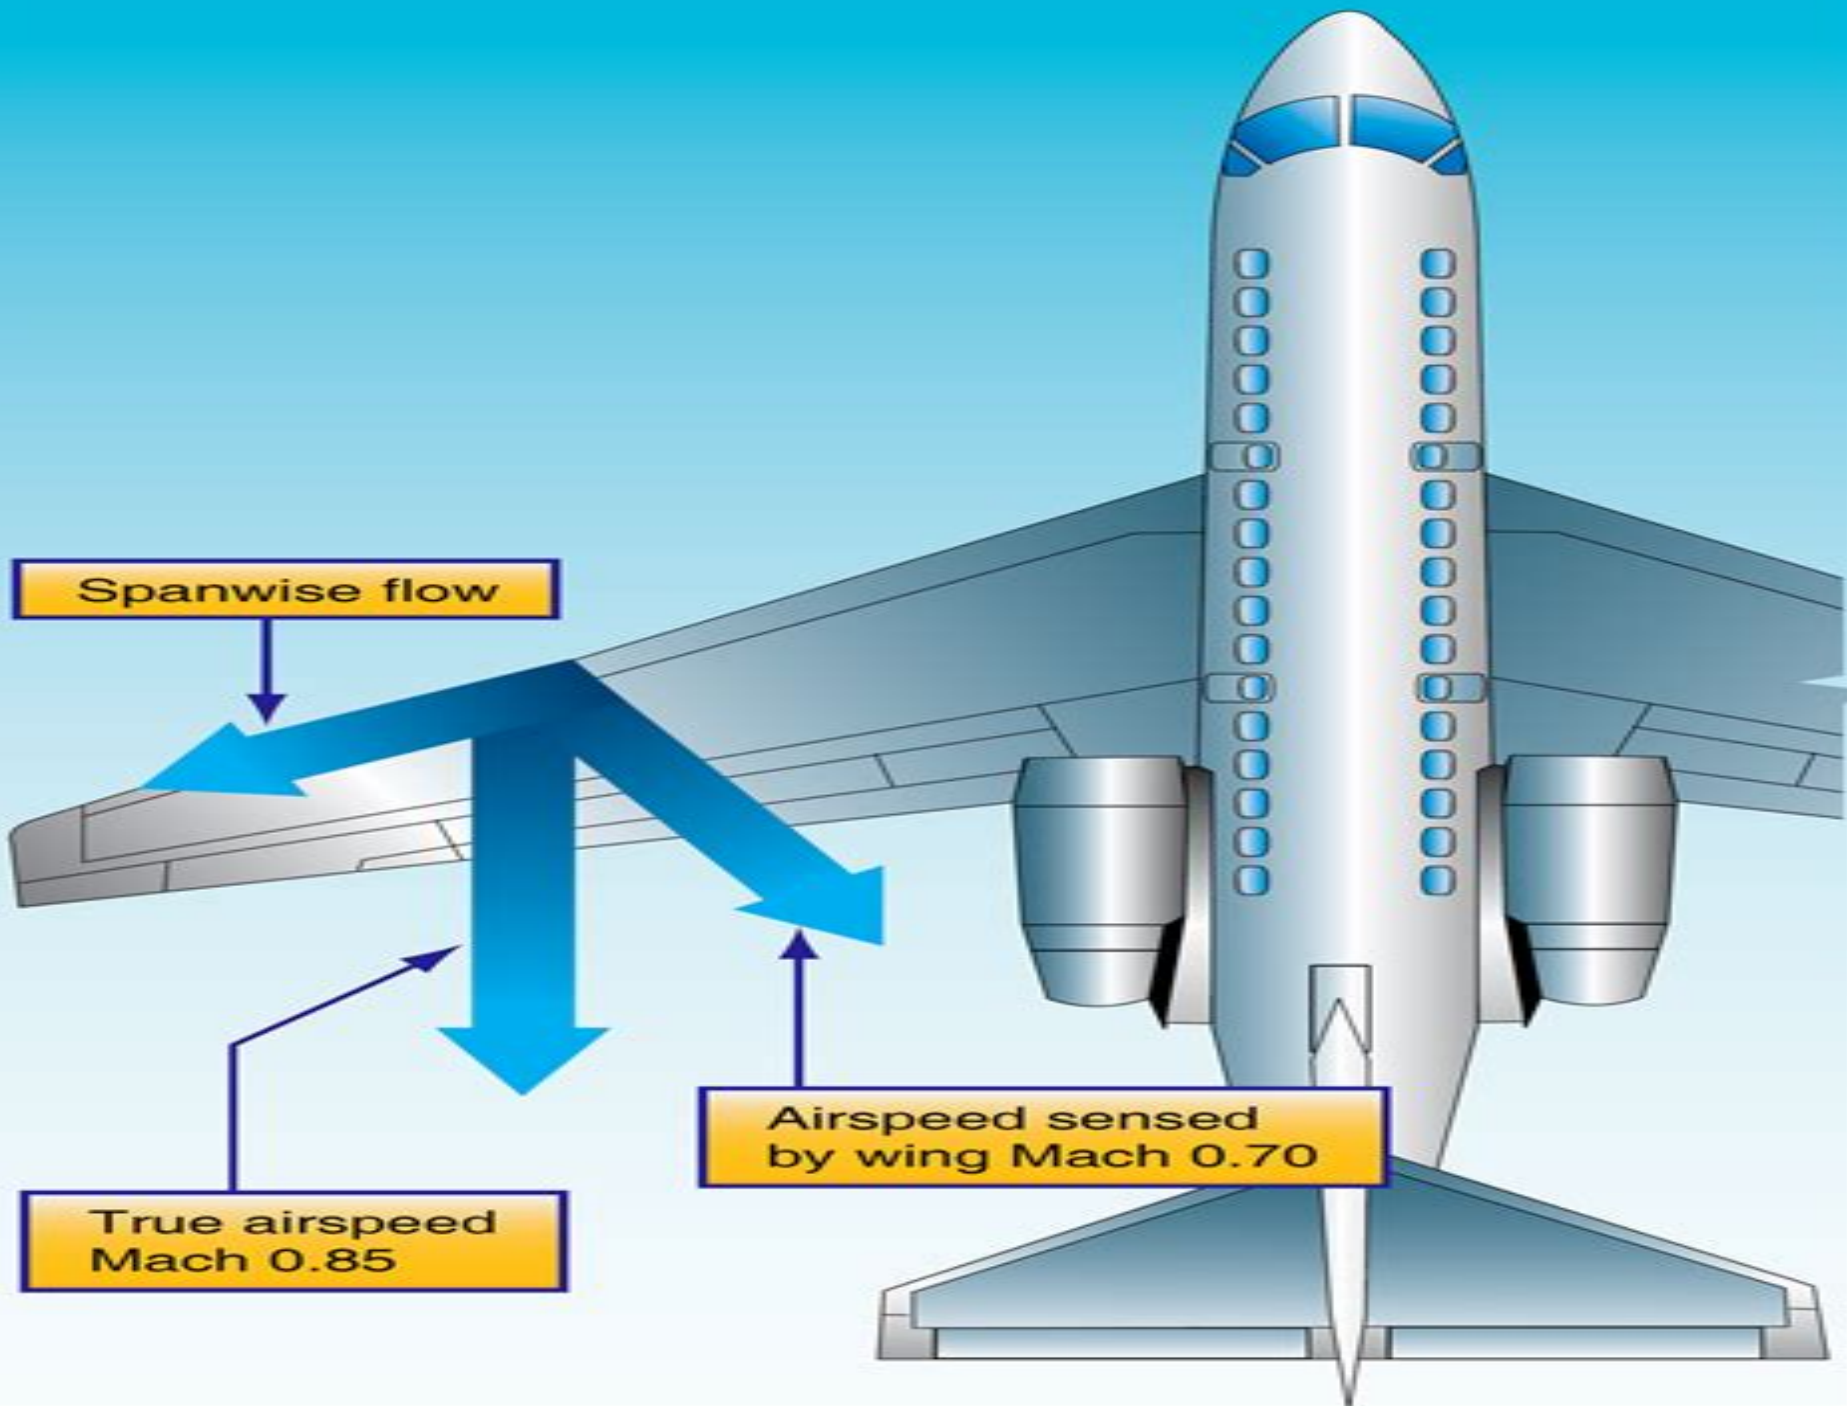 Spanwise flow
Airspeed sensed
by wing Mach 0.70
True airspeed
Mach 0.85